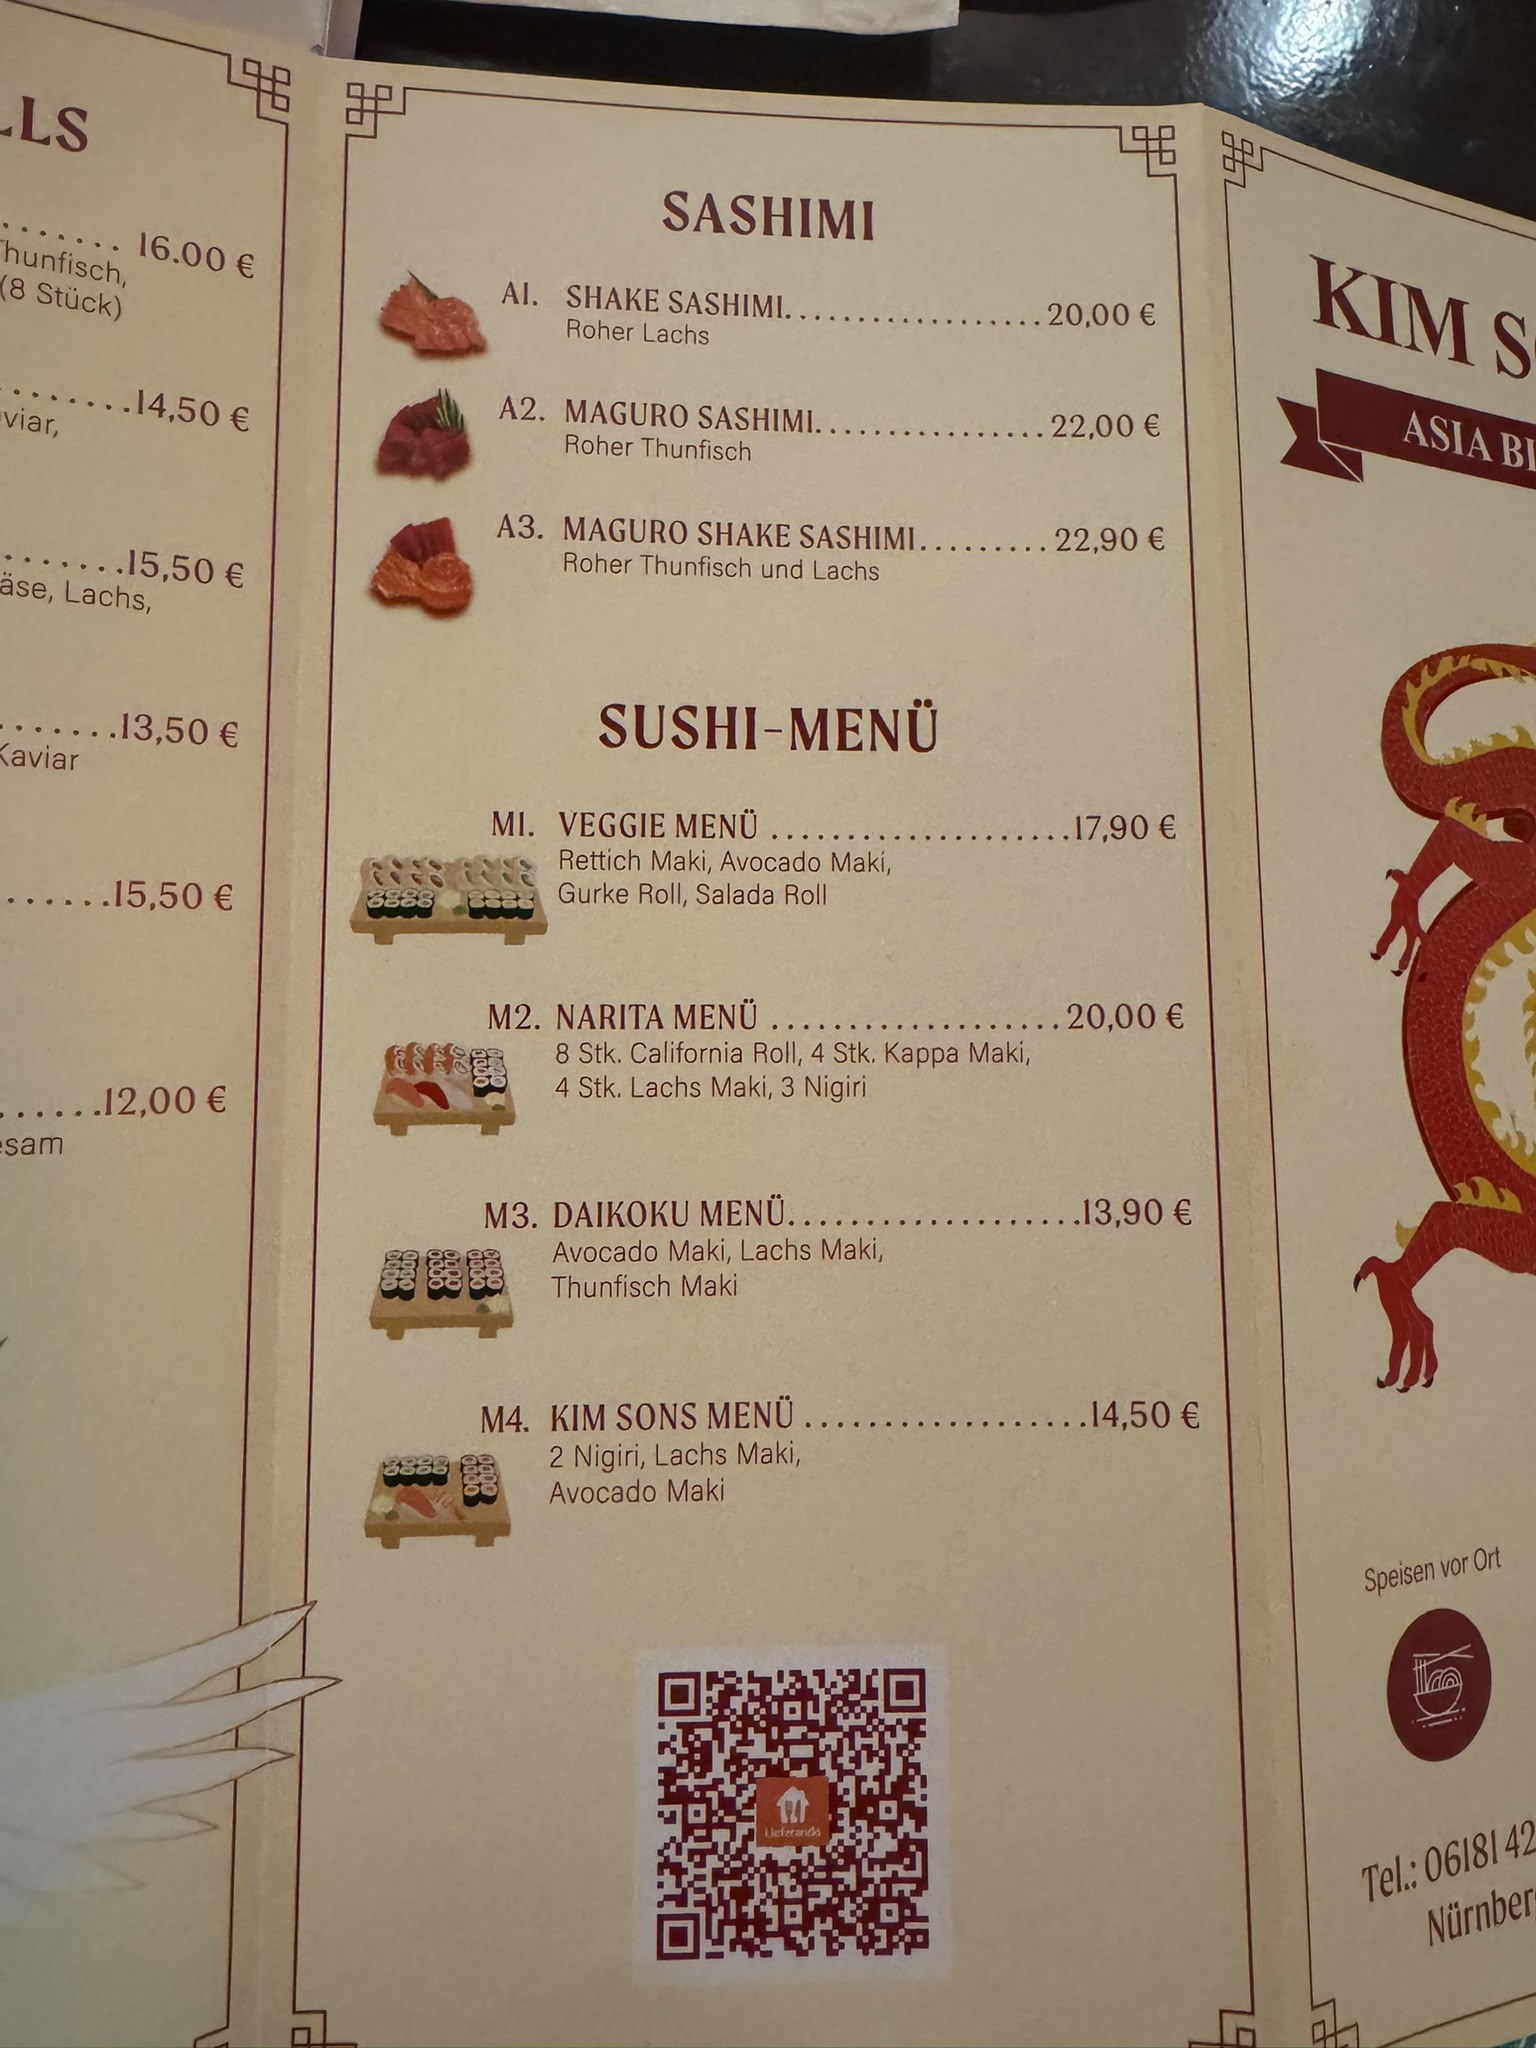 LLS
16.00 €
Thunfisch,
(8 Stück)
14,50 €
15,50 €
Lachs,
13,50 €
Kaviar
15,50 €
12,00 €
SASHIMI
A1. SHAKE SASHIMI..................20,00 €
Roher Lachs
A2. MAGURO SASHIMI................22,00 €
Roher Thunfisch
A3. MAGURO SHAKE SASHIMI.........22,90 €
Roher Thunfisch und Lachs
SUSHI-MENÜ
M1. VEGGIE MENÜ .....................17,90 €
Rettich Maki, Avocado Maki,
Gurke Roll, Salada Roll
M2. NARITA MENÜ ...................20,00 €
8 Stk. California Roll, 4 Stk. Kappa Maki,
4 Stk. Lachs Maki, 3 Nigiri
M3. DAIKOKU MENÜ....................13,90 €
Avocado Maki, Lachs Maki,
Thunfisch Maki
M4. KIM SONS MENÜ ..................14,50 €
2 Nigiri, Lachs Maki,
Avocado Maki
Lieferando
KIM
ASIA
Speisen vor Ort
Tel.: 06181 42